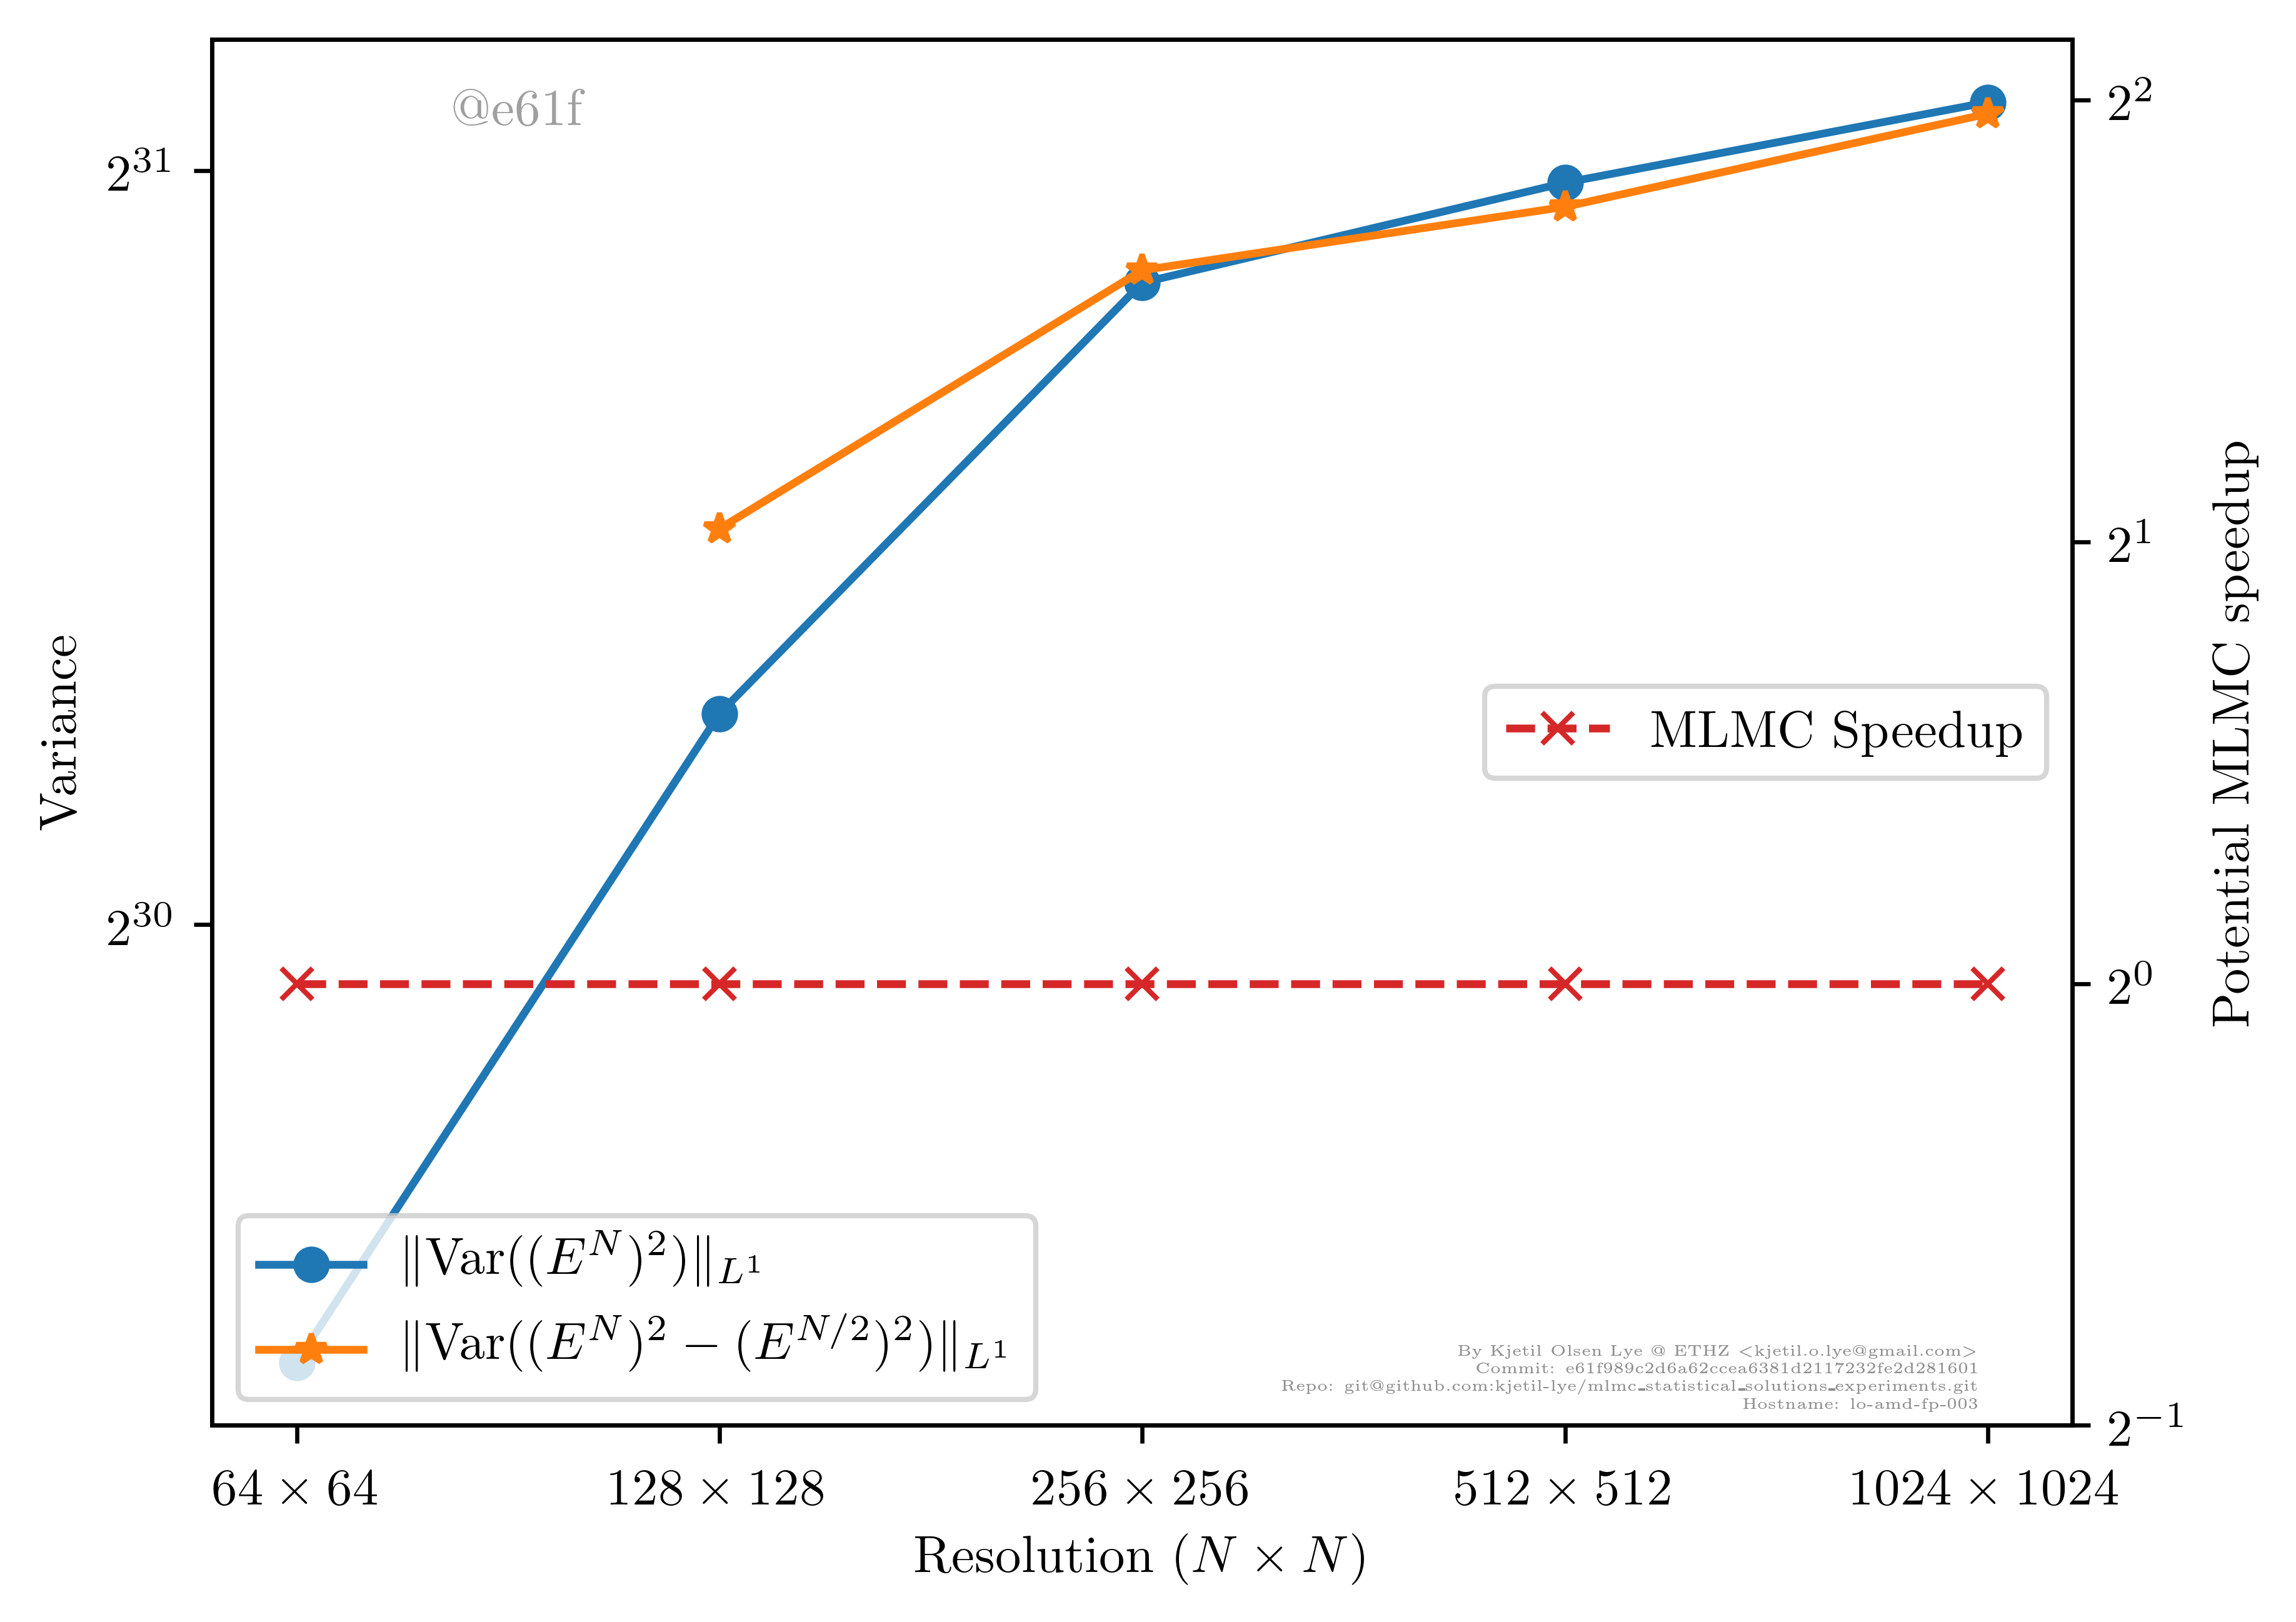 @e61f
2^31
2^30
Variance
2^2
2^1
2^0
2^−1
Potential MLMC speedup
MLMC Speedup
‖Var((E^N)^2)‖_{L^1}
‖Var((E^N)^2 − (E^{N/2})^2)‖_{L^1}
By Kjetil Olsen Lye @ ETHZ <kjetil.o.lye@gmail.com>
Commit: e61f989c2d6a62ccea6381d2117232fe2d281601
Repo: git@github.com:kjetil-lye/mlmc_statistical_solutions_experiments.git
Hostname: lo-amd-fp-003
64 × 64 128 × 128 256 × 256 512 × 512 1024 × 1024
Resolution (N × N)